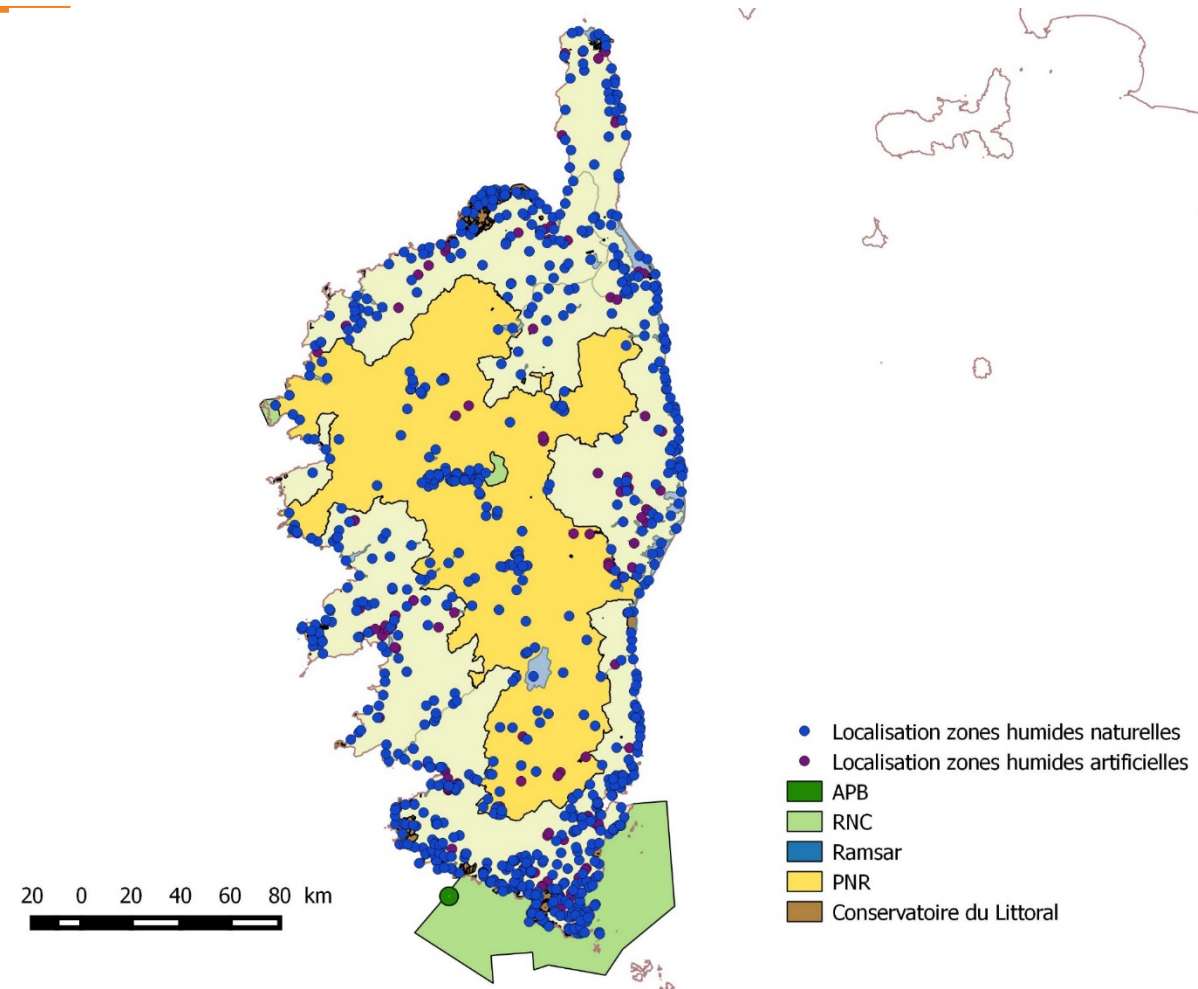 Localisation zones humides naturelles
Localisation zones humides artificielles
APB
RNC
Ramsar
PNR
Conservatoire du Littoral
20 0 20 40 60 80 km